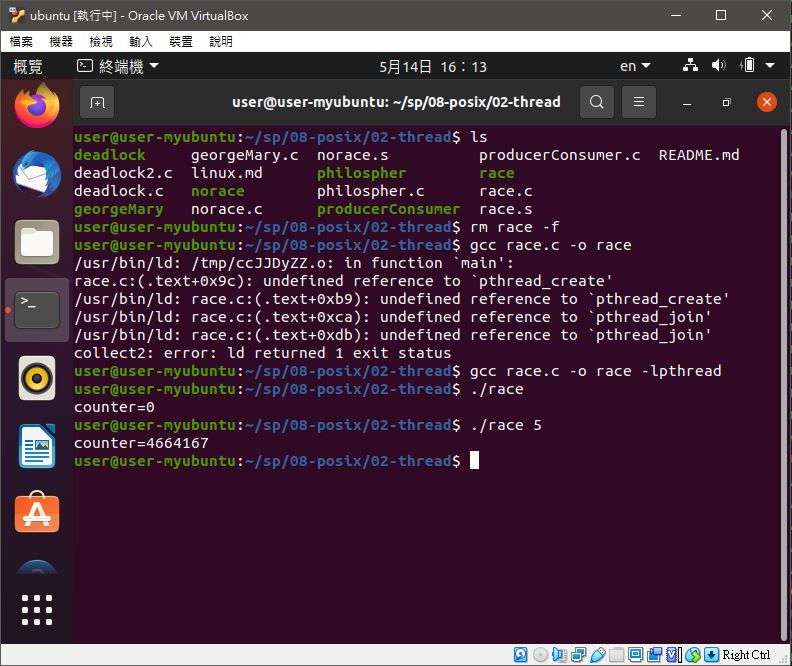 ubuntu [執行中] - Oracle VM VirtualBox
檔案 機器 檢視 輸入 裝置 說明
概覽 終端機 5月14日 16：13 en
user@user-myubuntu: ~/sp/08-posix/02-thread
user@user-myubuntu:~/sp/08-posix/02-thread$ ls
deadlock georgeMary.c norace.s producerConsumer.c README.md
deadlock2.c linux.md philospher race
deadlock.c norace philospher.c race.c
georgeMary norace.c producerConsumer race.s
user@user-myubuntu:~/sp/08-posix/02-thread$ rm race -f
user@user-myubuntu:~/sp/08-posix/02-thread$ gcc race.c -o race
/usr/bin/ld: /tmp/ccJJDyZZ.o: in function `main':
race.c:(.text+0x9c): undefined reference to `pthread_create'
/usr/bin/ld: race.c:(.text+0xb9): undefined reference to `pthread_create'
/usr/bin/ld: race.c:(.text+0xca): undefined reference to `pthread_join'
/usr/bin/ld: race.c:(.text+0xdb): undefined reference to `pthread_join'
collect2: error: ld returned 1 exit status
user@user-myubuntu:~/sp/08-posix/02-thread$ gcc race.c -o race -lpthread
user@user-myubuntu:~/sp/08-posix/02-thread$ ./race
counter=0
user@user-myubuntu:~/sp/08-posix/02-thread$ ./race 5
counter=4664167
user@user-myubuntu:~/sp/08-posix/02-thread$
Right Ctrl